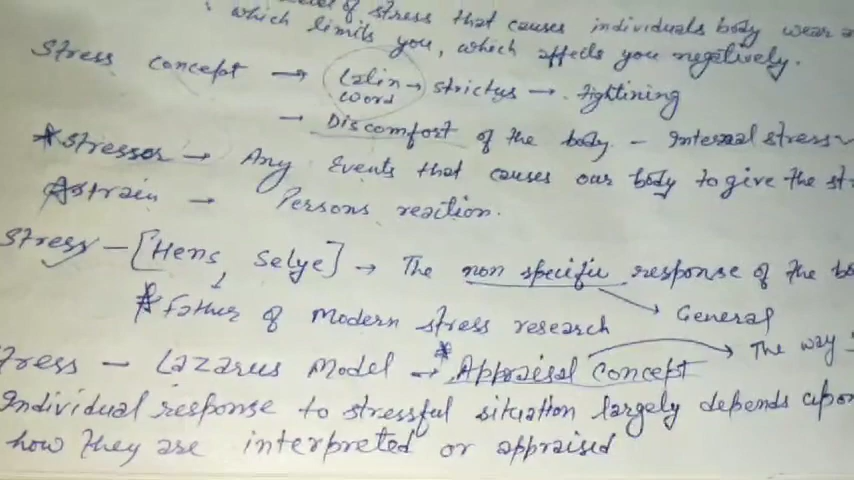 of stress that causes individuals body wear
which limits you, which affects you negatively.
Stress concept → Latin word → strictus → Tightining
→ Discomfort of the body - Internal stress
*Stressor → Any Events that causes our body to give the
*Strain → Persons reaction.
Stress - [Hens Selye] → The non specific response of the
* Father of Modern stress research → General
- Lazarus Model → *Appraisal Concept → The way
Individual response to stressful situation largely depends upon
how they are interpreted or appraised